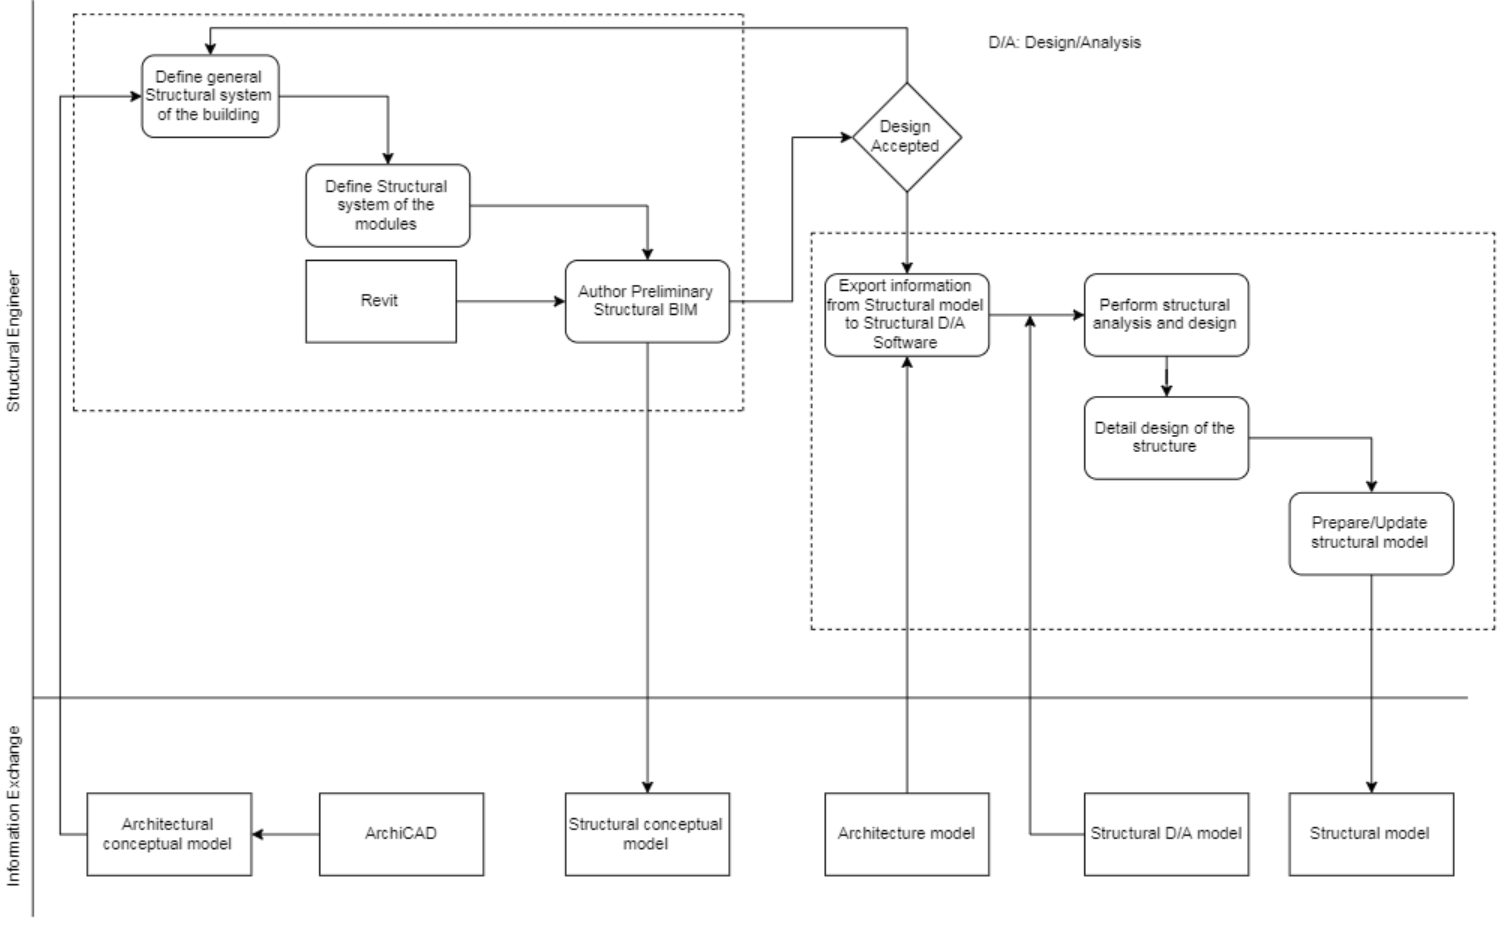 D/A: Design/Analysis
Define general
Structural system
of the building
Design
Accepted
Define Structural
system of the
modules
Revit
Author Preliminary
Structural BIM
Export information
from Structural model
to Structural D/A
Software
Perform structural
analysis and design
Detail design of the
structure
Prepare/Update
structural model
Structural Engineer
Information Exchange
Architectural
conceptual model
ArchiCAD
Structural conceptual
model
Architecture model
Structural D/A model
Structural model